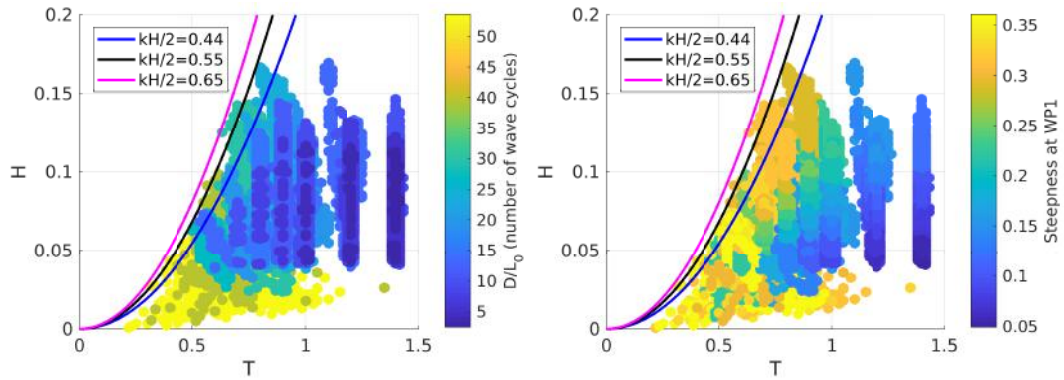 0.2
0.15
0.1
0.05
0
H
0
0.5
1
1.5
T
kH/2=0.44
kH/2=0.55
kH/2=0.65
50
45
40
35
30
25
20
15
10
5
D/L0 (number of wave cycles)
0.2
0.15
0.1
0.05
0
H
0
0.5
1
1.5
T
kH/2=0.44
kH/2=0.55
kH/2=0.65
0.35
0.3
0.25
0.2
0.15
0.1
0.05
Steepness at WP1